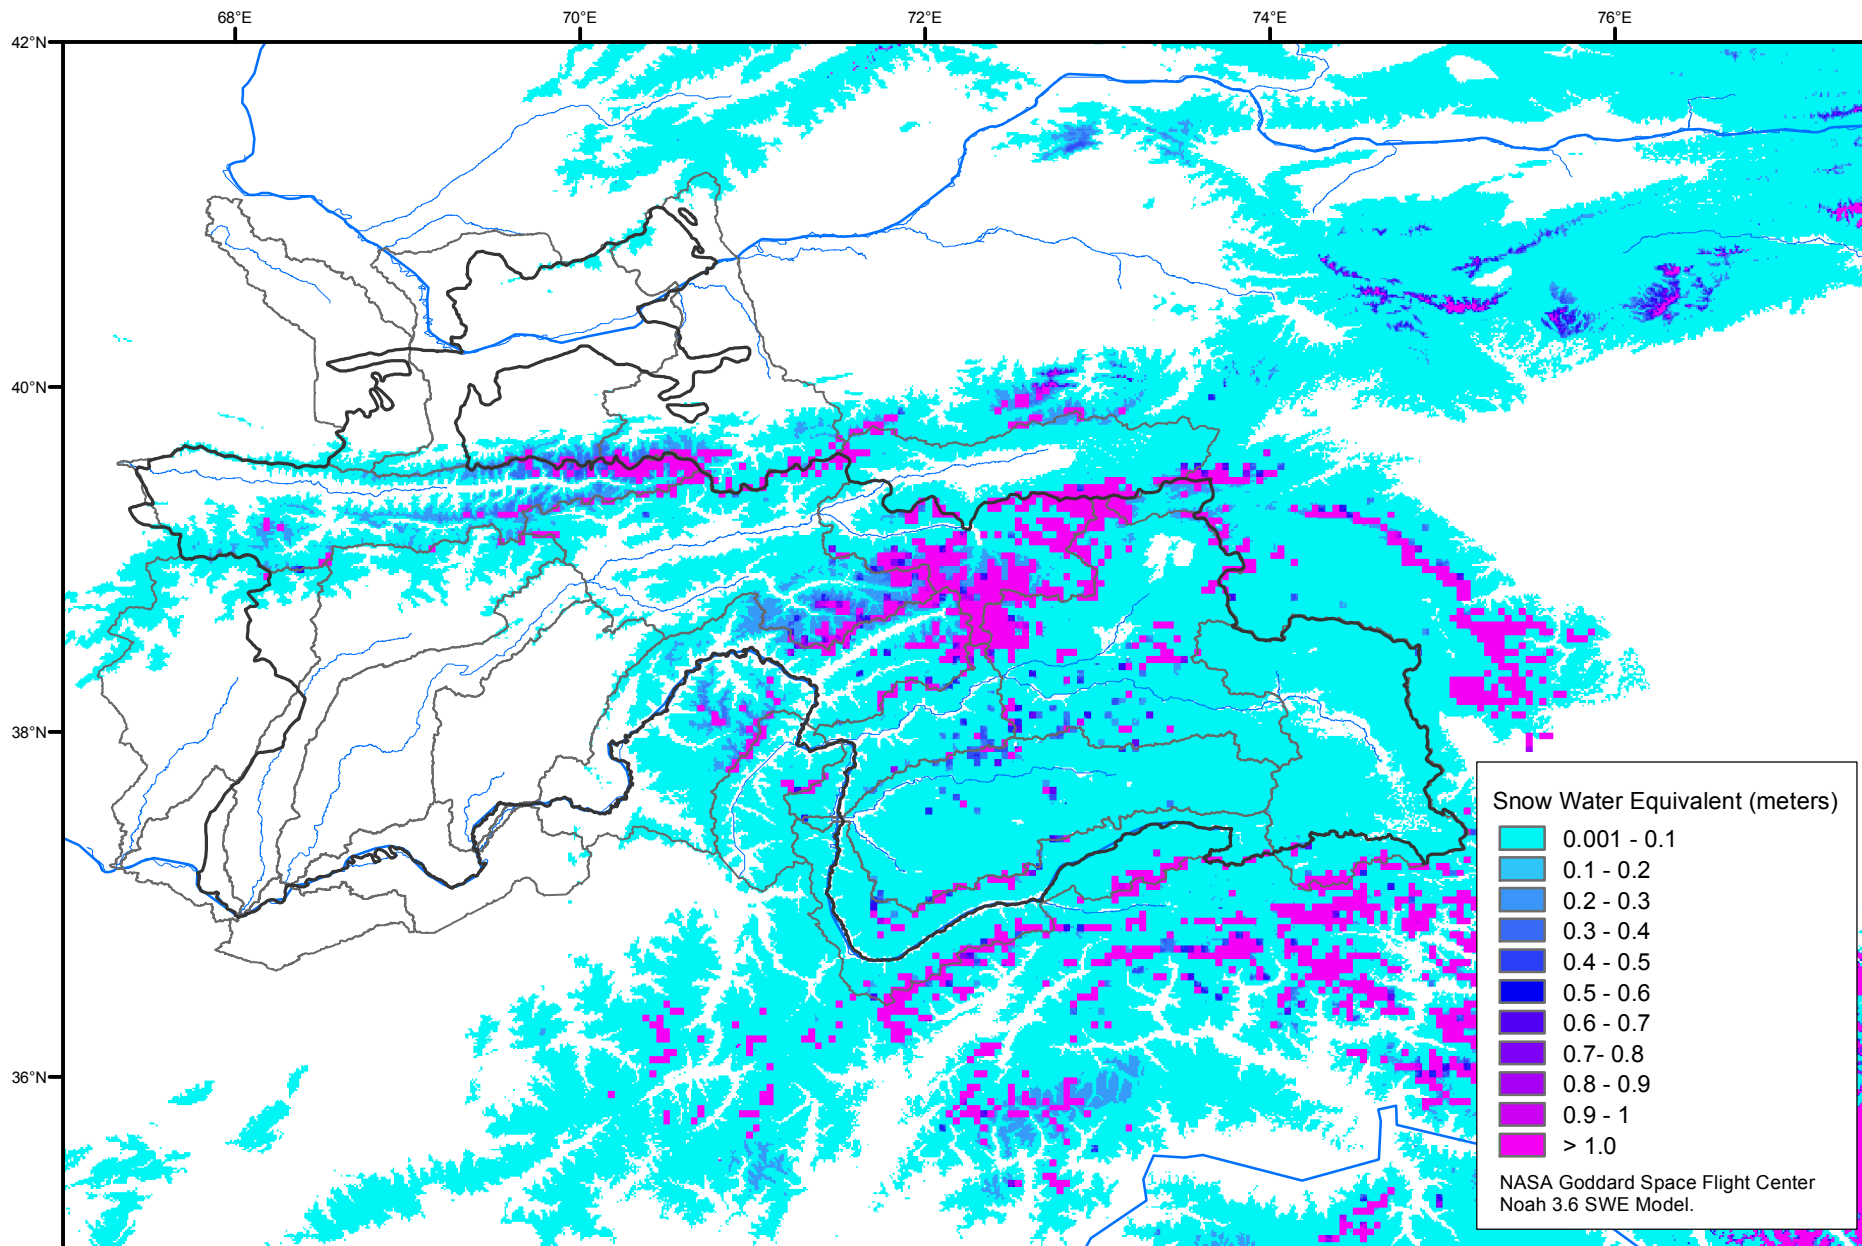 68°E 70°E 72°E 74°E 76°E
42°N
40°N
38°N
36°N
Snow Water Equivalent (meters)
0.001 - 0.1
0.1 - 0.2
0.2 - 0.3
0.3 - 0.4
0.4 - 0.5
0.5 - 0.6
0.6 - 0.7
0.7- 0.8
0.8 - 0.9
0.9 - 1
> 1.0
NASA Goddard Space Flight Center
Noah 3.6 SWE Model.